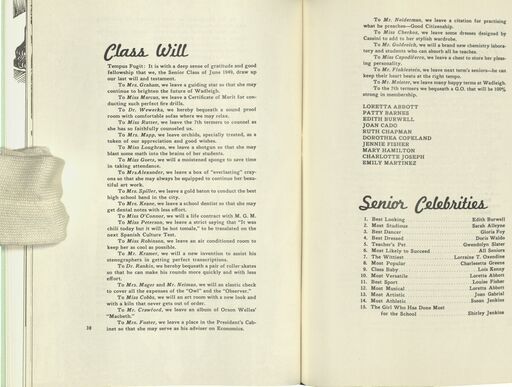 Class Will
Tempus Fugit: It is with a deep sense of gratitude and good
fellowship that we, the Senior Class of June 1949, draw up
our last will and testament.
To Mrs. Graham, we leave a guiding star so that she may
continue to brighten the future of Wadleigh.
To Miss Marcus, we leave a Certificate of Merit for con-
ducting such perfect fire drills.
To Dr. Wewerka, we hereby bequeath a sound proof
room with comfortable sofas where we may relax.
To Miss Rutter, we leave the 7th termers to counsel as
she has so faithfully counseled us.
To Mrs. Mapp, we leave orchids, specially treated, as a
token of our appreciation and good wishes.
To Miss Loughran, we leave a shotgun so that she may
blast some math into the brains of her students.
To Miss Goetz, we will a moistened sponge to save time
in taking attendance.
To Mrs Alexander, we leave a box of "everlasting" cray-
ons so that she may always be equipped to continue her beau-
tiful art work.
To Mrs. Spiller, we leave a gold baton to conduct the best
high school band in the city.
To Mrs. Keane, we leave a school dentist so that she may
get dental notes with less effort.
To Miss O'Connor, we will a life contract with M. G. M.
To Miss Peterson, we leave a strict saying that "It was
chili today but it will be hot tomale," to be translated on the
next Spanish Culture Test.
To Miss Robinson, we leave an air conditioned room to
keep her as cool as possible.
To Mr. Kramer, we will a new invention to assist his
stenographers in getting perfect transcriptions.
To Dr. Rankin, we hereby bequeath a pair of roller skates
so that he can make his rounds more quickly and with less
effort.
To Mrs. Mager and Mr. Neiman, we will an elastic check
to cover all the expenses of the "Owl" and the "Observer."
To Miss Cobbs, we will an art room with a new look and
with a kiln that never gets out of order.
To Mr. Crawford, we leave an album of Orson Welles'
"Macbeth."
To Mrs. Foster, we leave a place in the President's Cab-
inet so that she may serve as his adviser on Economics.
38
To Mr. Neiderman, we leave a citation for practising
what he preaches—Good Citizenship.
To Miss Cherkoz, we leave some dresses designed by
Cassini to add to her stylish wardrobe.
To Mr. Goldreich, we will a brand new chemistry labora-
tory and students who can absorb all he teaches.
To Miss Capodiferro, we leave a chest to store her pleas-
ing personality.
To Mr. Finkelstein, we leave next term's seniors—he can
keep their heart beats at the right tempo.
To Mr. Meister, we leave many happy terms at Wadleigh.
To the 7th termers we bequeath a G.O. that will be 100%
strong in membership.
LORETTA ABBOTT
PATTY BARNES
EDITH BURWELL
JOAN CADO
RUTH CHAPMAN
DOROTHEA COPELAND
JENNIE FISHER
MARY HAMILTON
CHARLOTTE JOSEPH
EMILY MARTINEZ
Senior Celebrities
1. Best Looking Edith Burwell
2. Most Studious Sarah Alleyne
3. Best Dancer Gloria Foy
4. Best Dressed Doris Waide
5. Teacher's Pet Gwendolyn Slater
6. Most Likely to Succeed All Seniors
7. The Wittiest Lorraine T. Oxendine
8. Most Popular Charlesetta Greene
9. Class Baby Lois Kenny
10. Most Versatile Loretta Abbott
11. Best Sport Louise Fisher
12. Most Musical Loretta Abbott
13. Most Artistic Joan Gabriel
14. Most Athletic Susan Jenkins
15. The Girl Who Has Done Most
for the School Shirley Jenkins